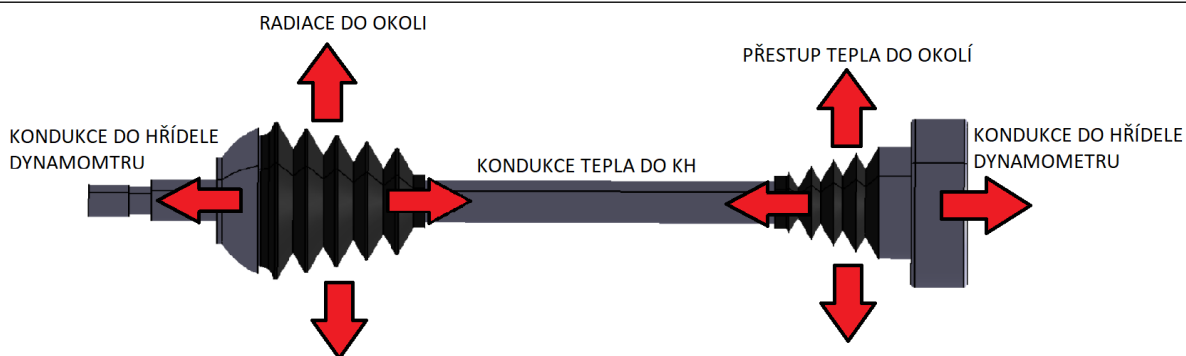 RADIACE DO OKOLI
PŘESTUP TEPLA DO OKOLÍ
KONDUKCE DO HŘÍDELE
DYNAMOMTRU
KONDUKCE TEPLA DO KH
KONDUKCE DO HŘÍDELE
DYNAMOMETRU